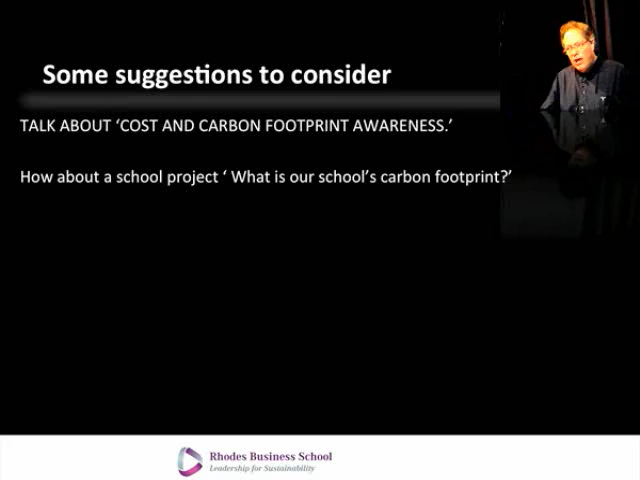 Some suggestions to consider
TALK ABOUT ‘COST AND CARBON FOOTPRINT AWARENESS.’
How about a school project ‘ What is our school’s carbon footprint?’
Rhodes Business School
Leadership for Sustainability